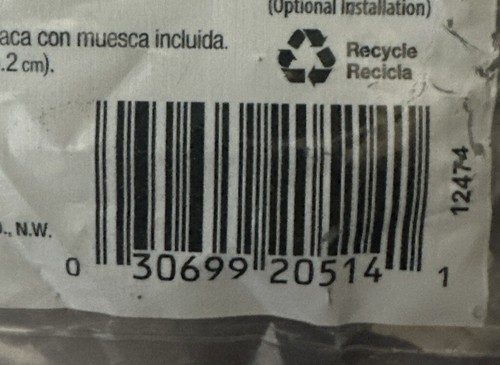 (Optional Installation)
aca con muesca incluida.
.2 cm).
Recycle
Recicla
12474
., N.W.
0 30699 20514 1